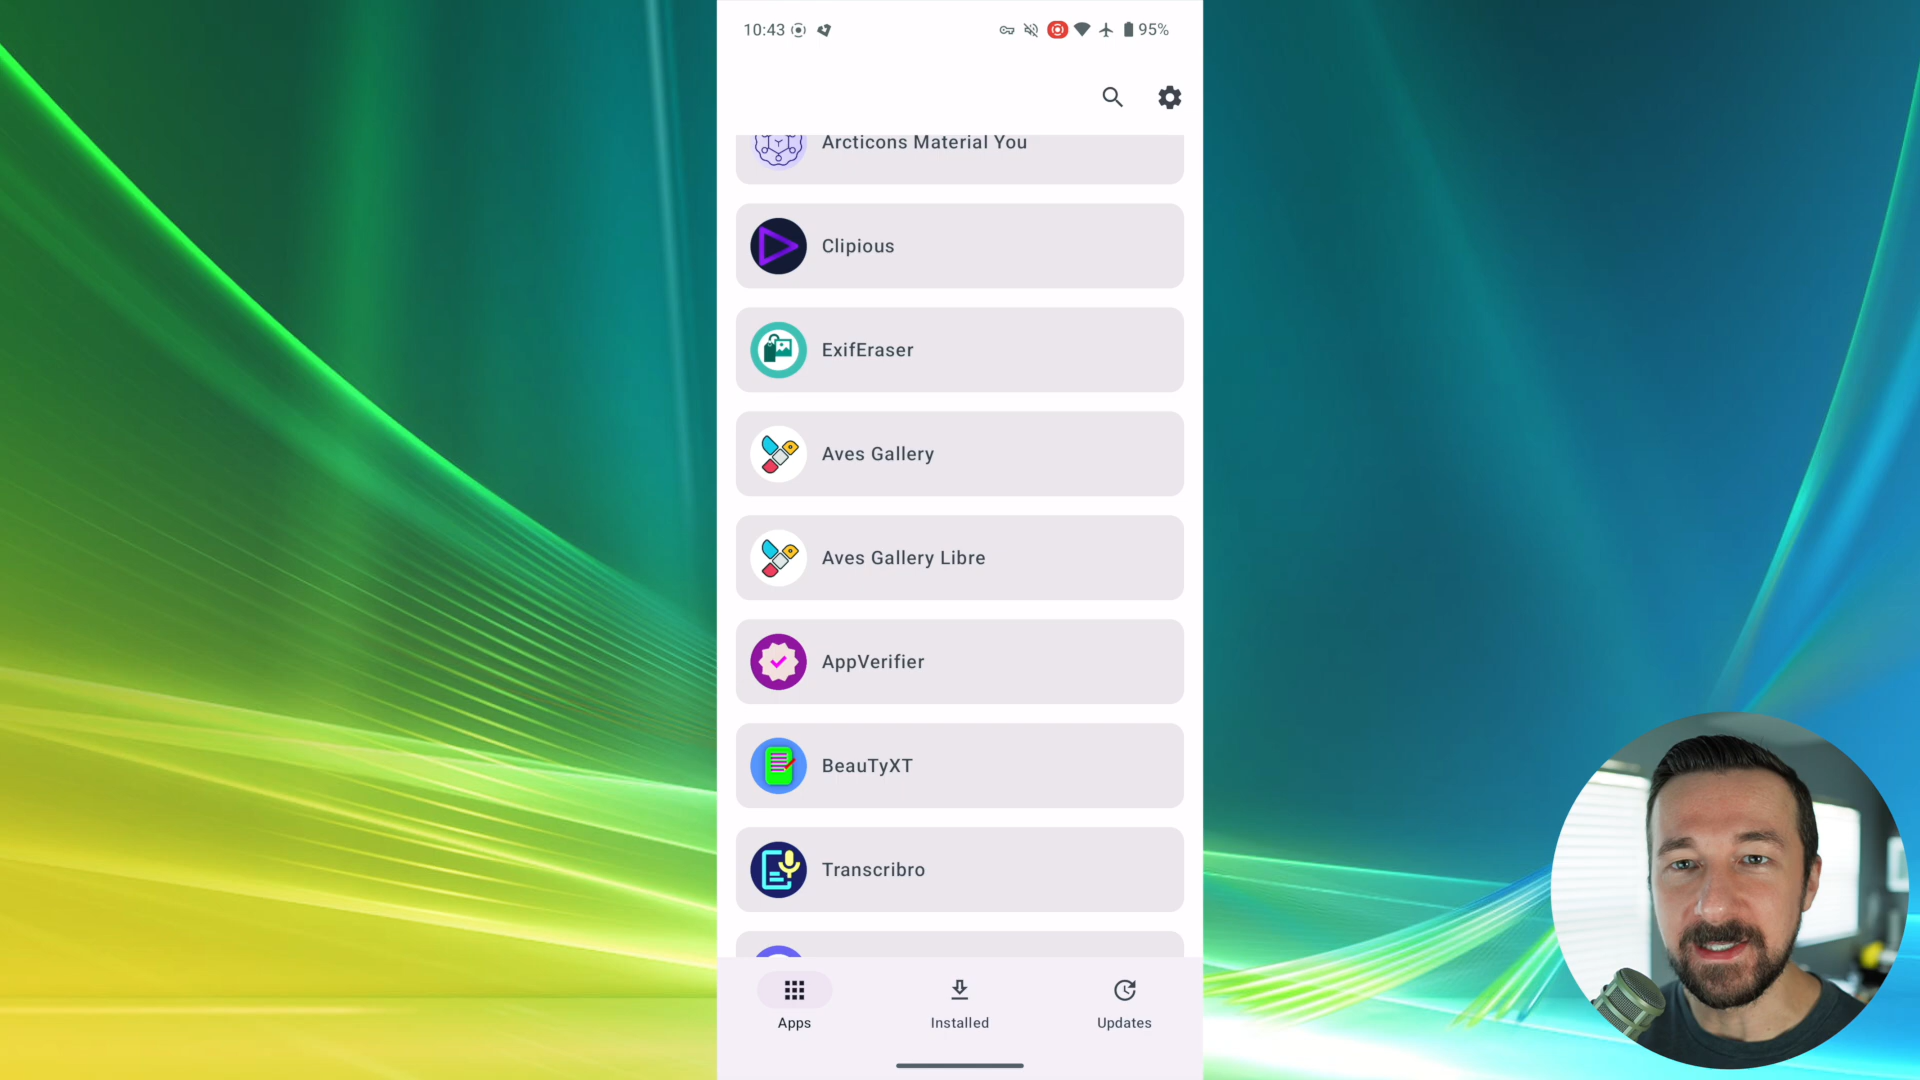 10:43
95%
Arcticons Material You
Clipious
ExifEraser
Aves Gallery
Aves Gallery Libre
AppVerifier
BeauTyXT
Transcribro
Apps
Installed
Updates